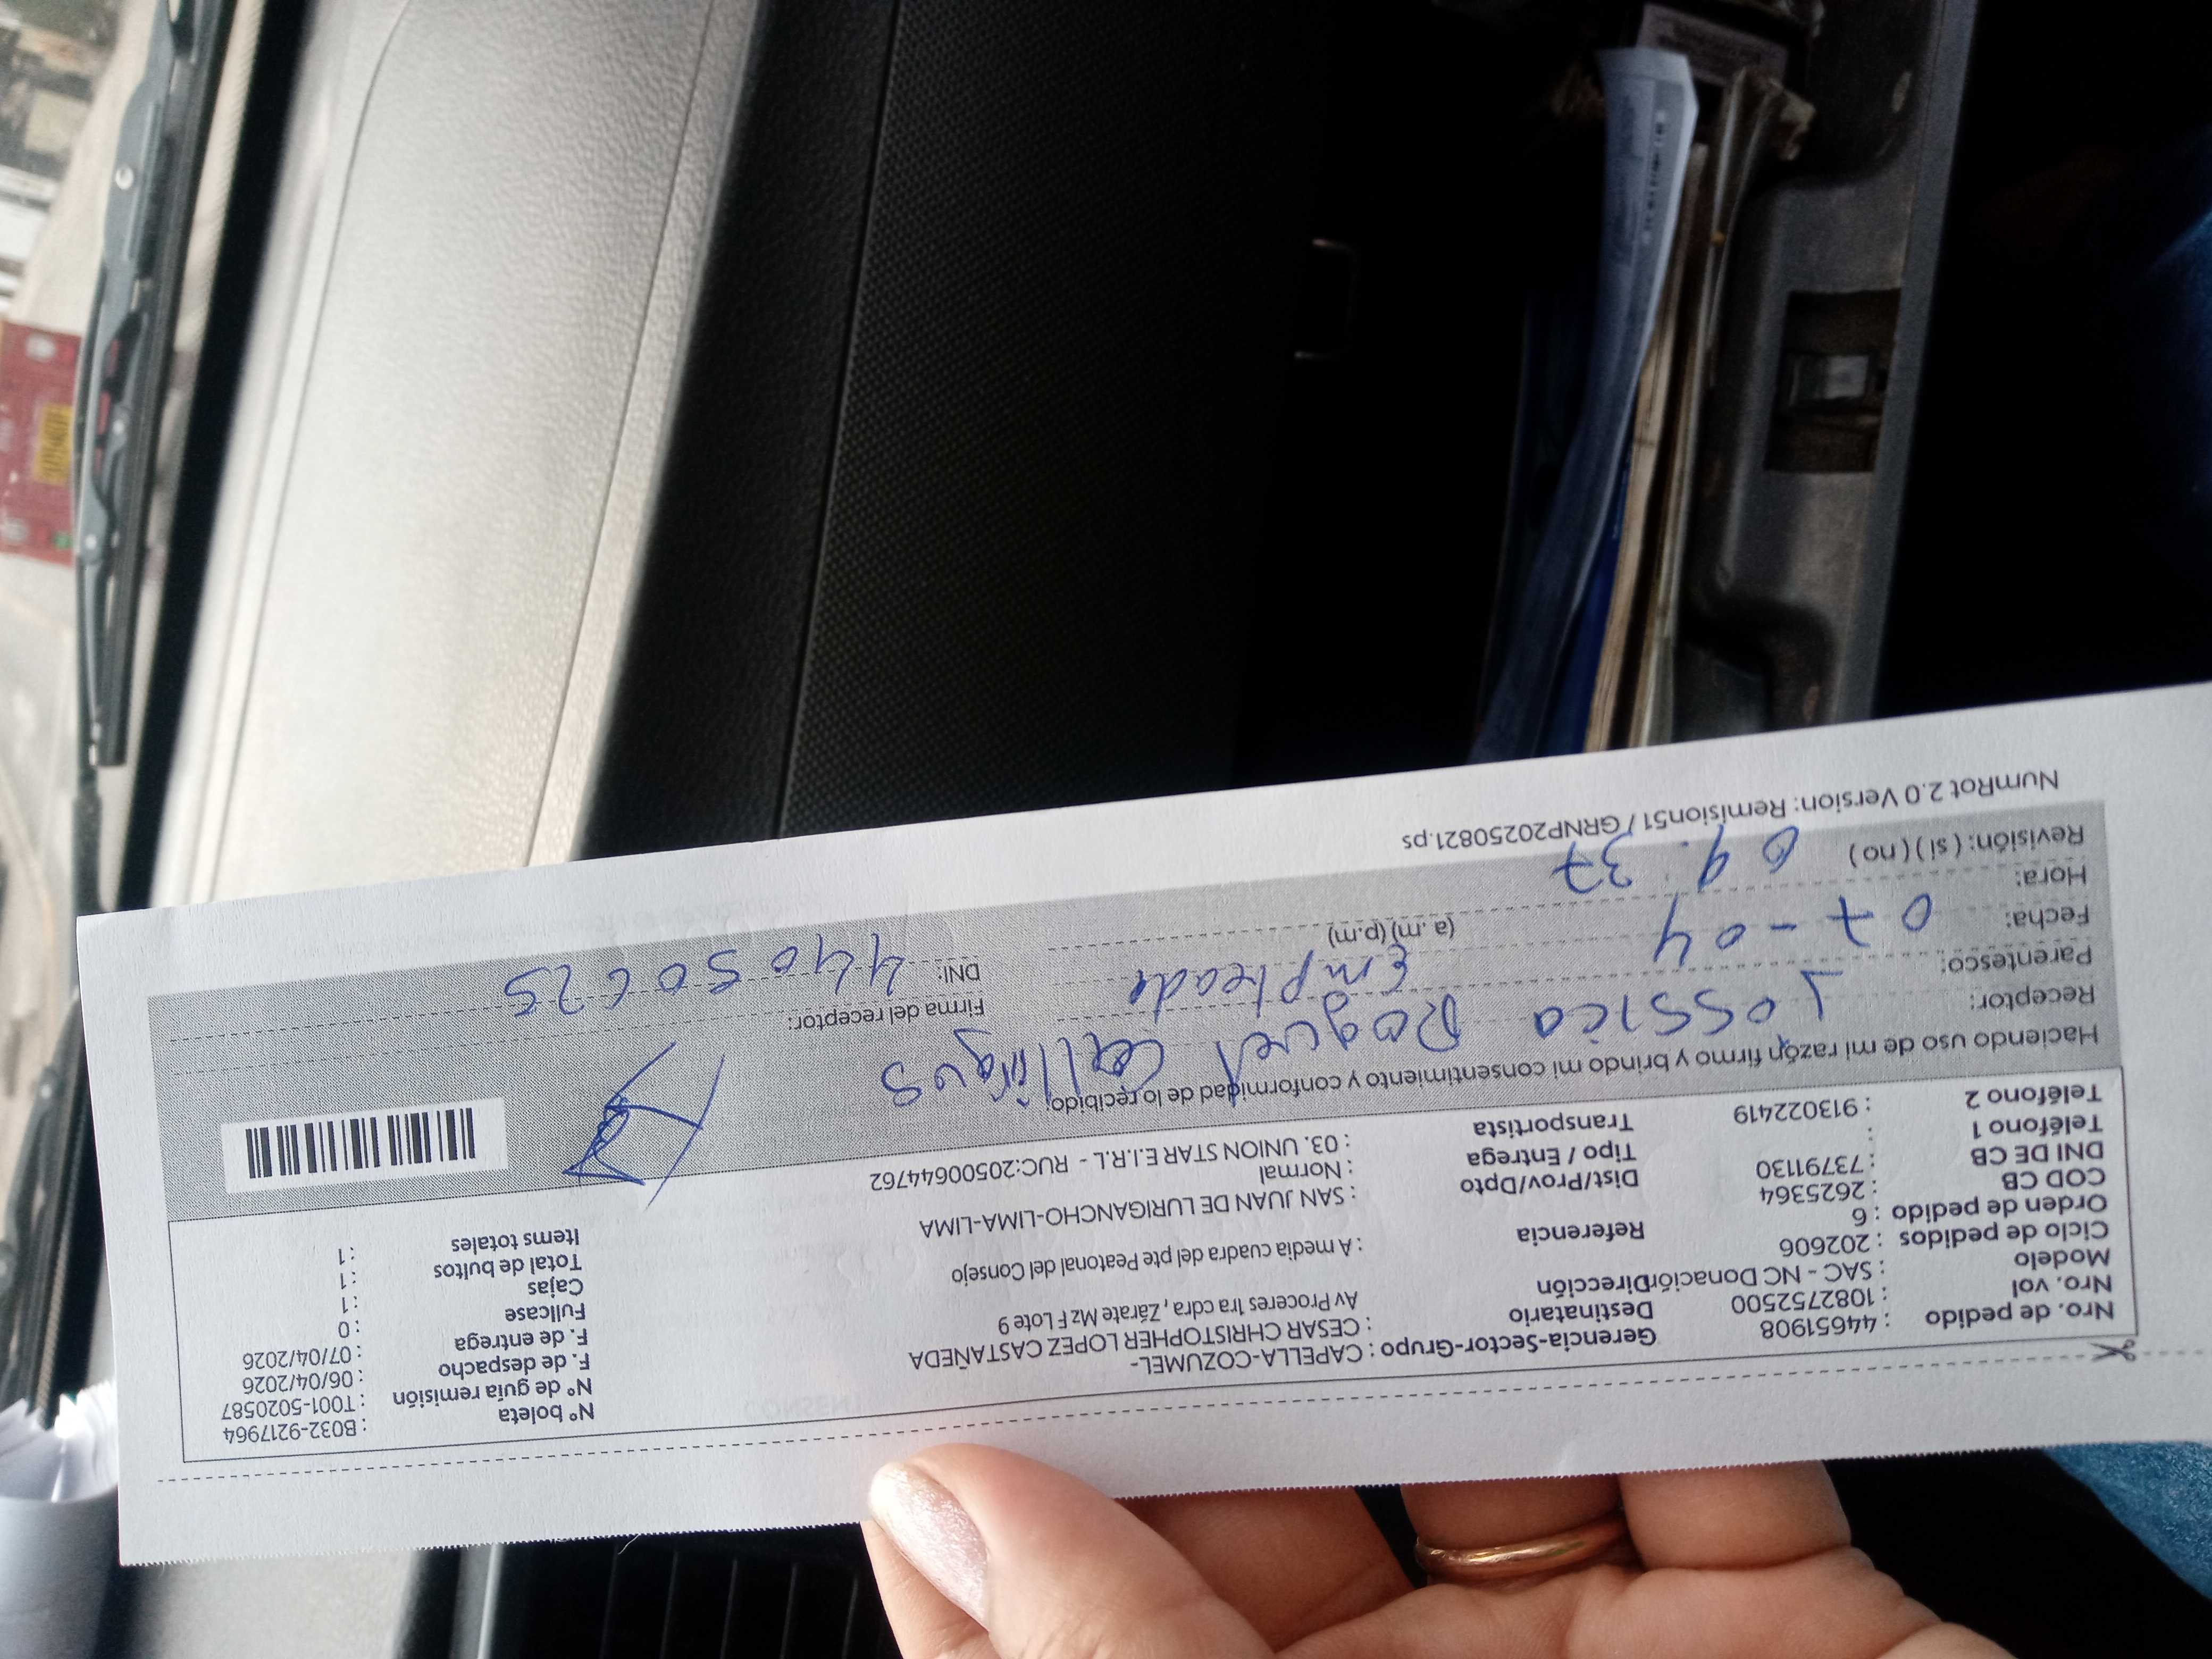 Nro. de pedido : 44651908
Nro. vol : 1082752500
Modelo : SAC - NC Donación
Ciclo de pedidos : 202606
Orden de pedido : 6
COD CB : 2625364
DNI DE CB : 73791130
Teléfono 1 :
Teléfono 2 : 913022419
Gerencia-Sector-Grupo : CAPELLA-COZUMEL-
Destinatario : CESAR CHRISTOPHER LOPEZ CASTAÑEDA
Dirección Av Proceres 1ra cdra, Zárate Mz F Lote 9
Referencia : A media cuadra del pte Peatonal del Consejo
Dist/Prov/Dpto : SAN JUAN DE LURIGANCHO-LIMA-LIMA
Tipo / Entrega : Normal
Transportista : 03. UNION STAR E.I.R.L - RUC:20500644762
N° boleta : B032-9217964
N° de guía remisión : T001-5020587
F. de despacho : 06/04/2026
F. de entrega : 07/04/2026
Fullcase : 0
Cajas : 1
Total de bultos : 1
Items totales : 1
Haciendo uso de mi razón firmo y brindo mi consentimiento y conformidad de lo recibido:
Receptor: Jossica
Firma del receptor:
Parentesco: Empleada
DNI: 44050625
Fecha: 07-04
Hora: 09:37 (a. m) (p.m)
Revisión: ( sí ) ( no )
NumRot 2.0 Version: Remision51 / GRNP20250821.ps